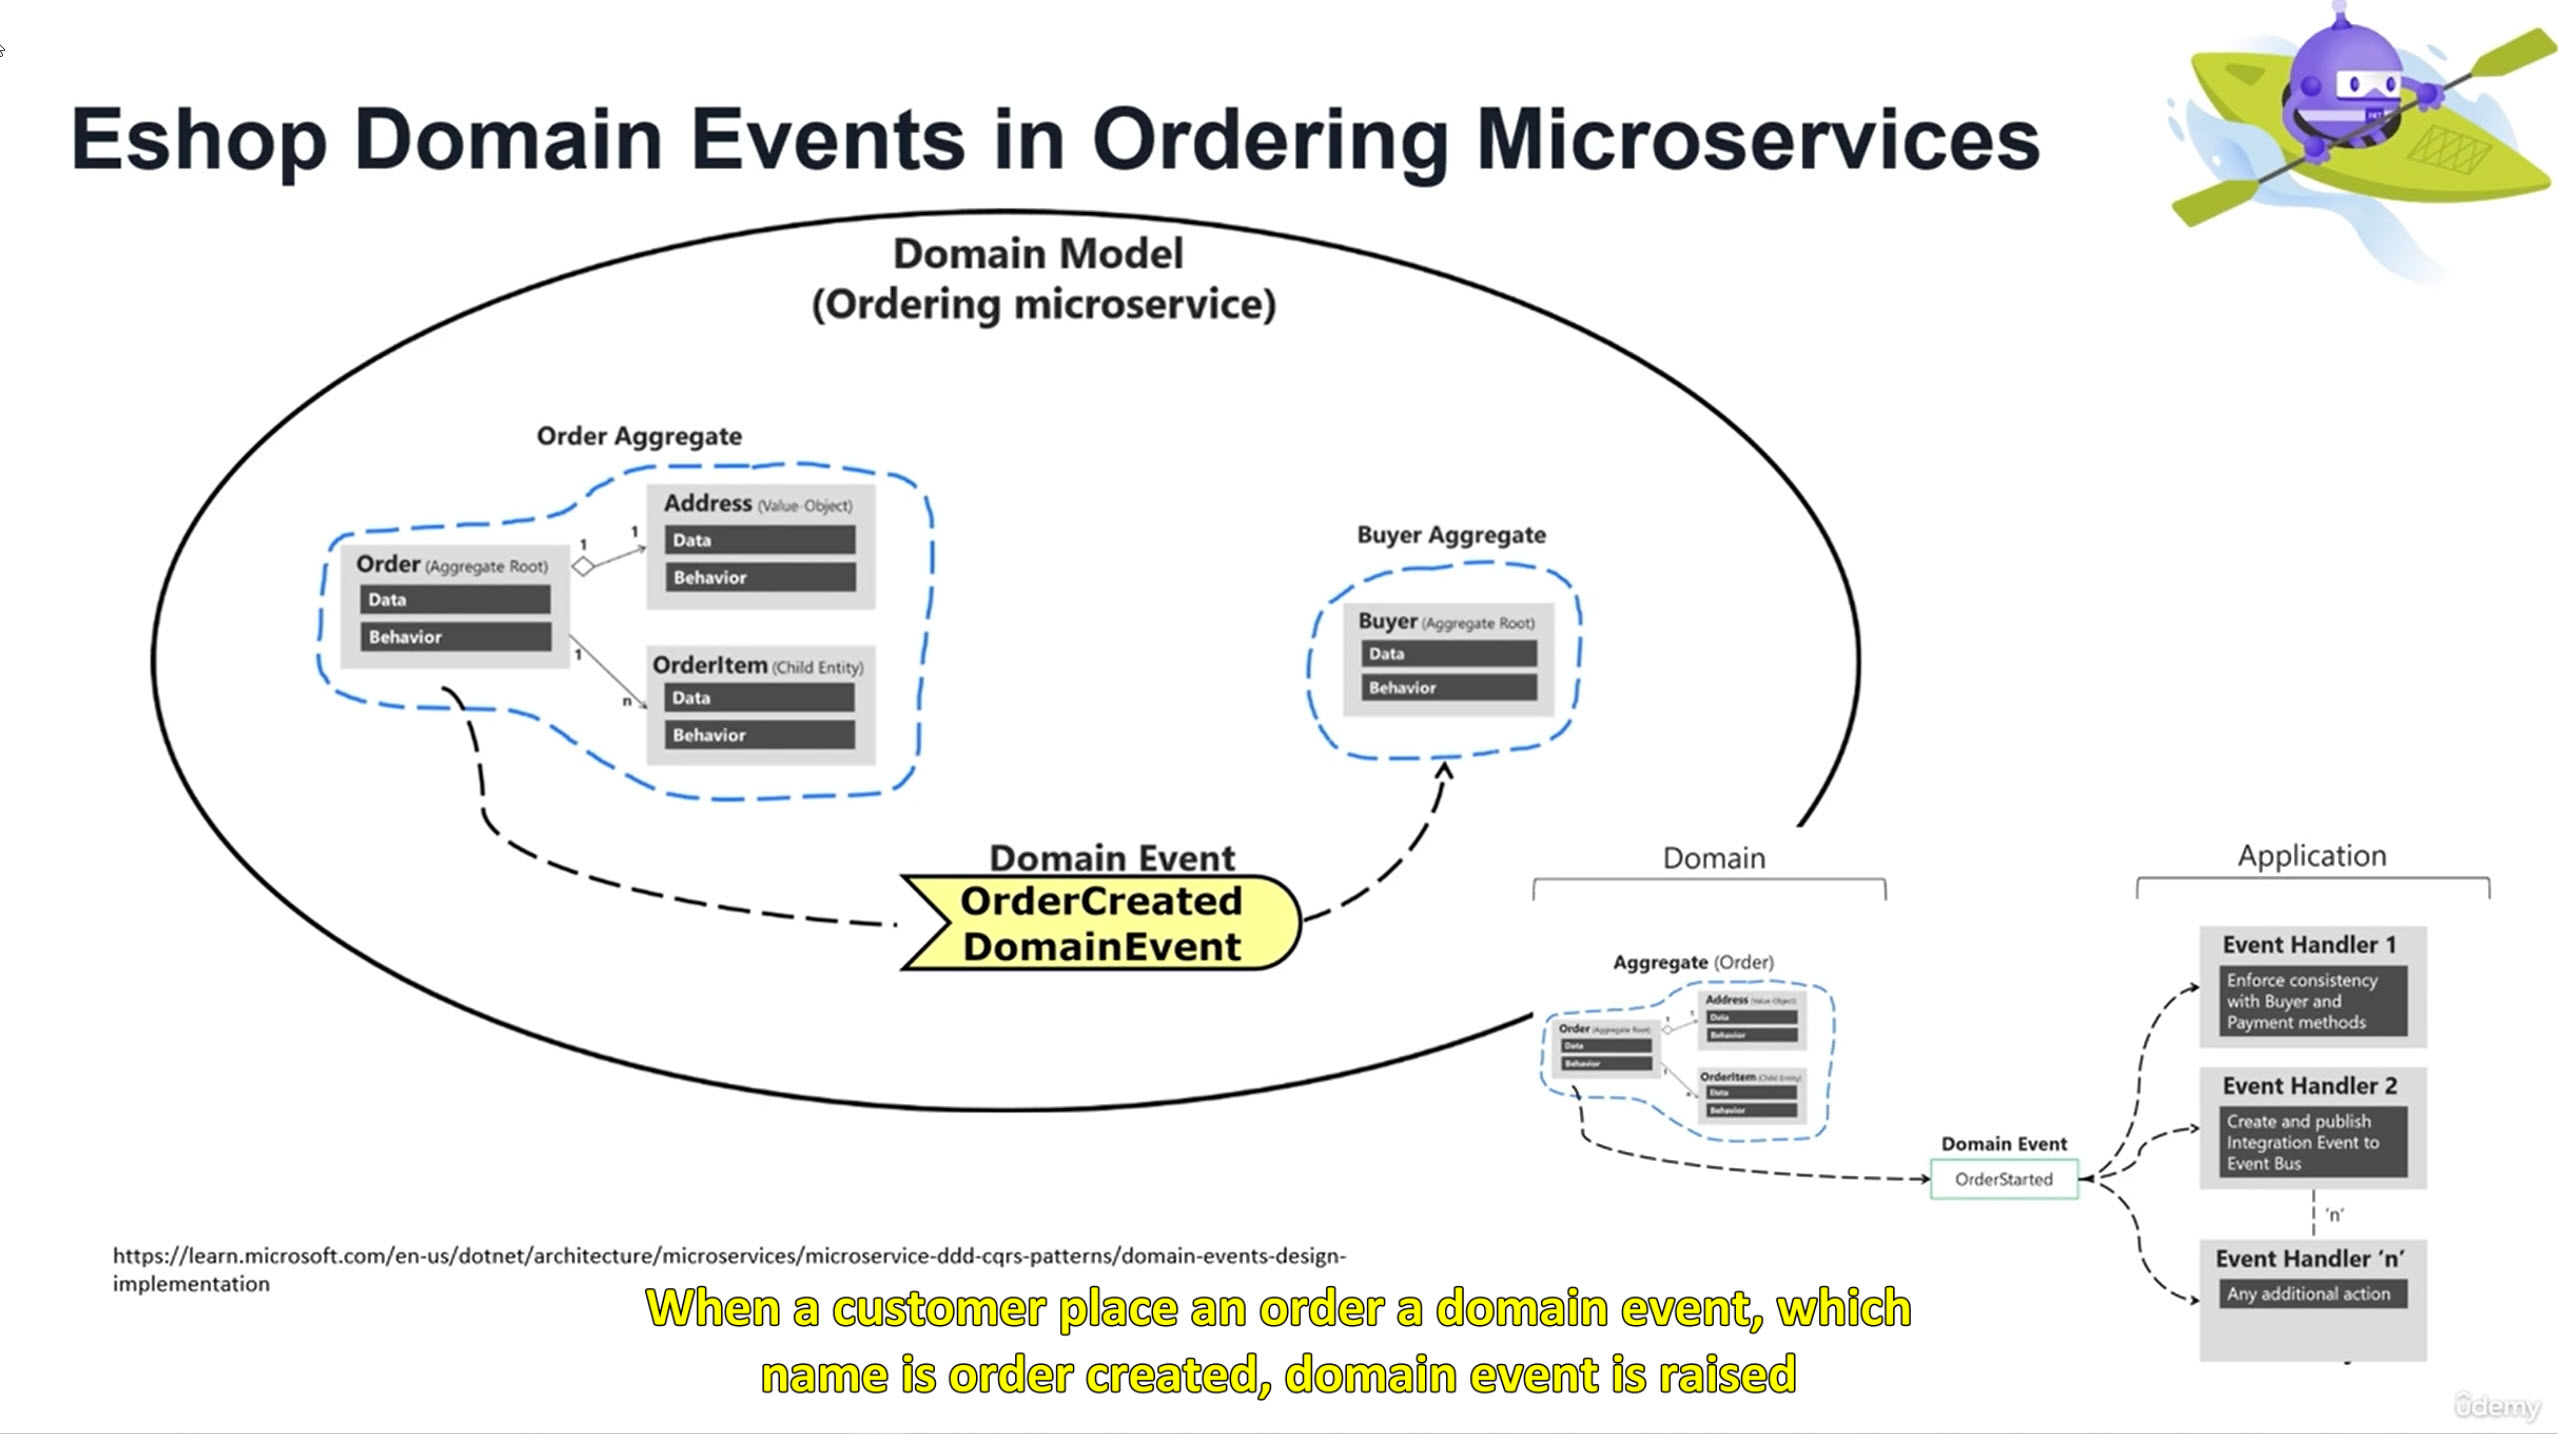 Eshop Domain Events in Ordering Microservices
Domain Model
(Ordering microservice)
Order Aggregate
Address (Value-Object)
Data
Behavior
Order (Aggregate Root)
Data
Behavior
1
1
1
n
OrderItem (Child Entity)
Data
Behavior
Buyer Aggregate
Buyer (Aggregate Root)
Data
Behavior
Domain Event
OrderCreated
DomainEvent
Domain
Aggregate (Order)
Address (Value-Object)
Data
Behavior
Order (Aggregate Root)
Data
Behavior
1
1
OrderItem (Child Entity)
Data
Behavior
Domain Event
OrderStarted
Application
Event Handler 1
Enforce consistency
with Buyer and
Payment methods
Event Handler 2
Create and publish
Integration Event to
Event Bus
'n'
Event Handler ‘n’
Any additional action
https://learn.microsoft.com/en-us/dotnet/architecture/microservices/microservice-ddd-cqrs-patterns/domain-events-design-
implementation
When a customer place an order a domain event, which
name is order created, domain event is raised
.NET
ûdemy